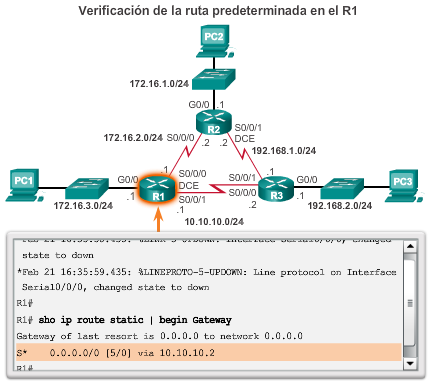 Verificación de la ruta predeterminada en el R1
PC2
172.16.1.0/24
G0/0 .1
R2
172.16.2.0/24
S0/0/0
.2 .2
S0/0/1
DCE
192.168.1.0/24
PC1
G0/0
.1
R1
.1
S0/0/0
DCE
S0/0/1
.1
172.16.3.0/24
10.10.10.0/24
S0/0/1
.1
S0/0/1
.2
R3
G0/0
.1
192.168.2.0/24
PC3
state to down
*Feb 21 16:35:59.435: %LINEPROTO-5-UPDOWN: Line protocol on Interface
Serial0/0/0, changed state to down
R1#
R1# sho ip route static | begin Gateway
Gateway of last resort is 0.0.0.0 to network 0.0.0.0
S* 0.0.0.0/0 [5/0] via 10.10.10.2
R1#